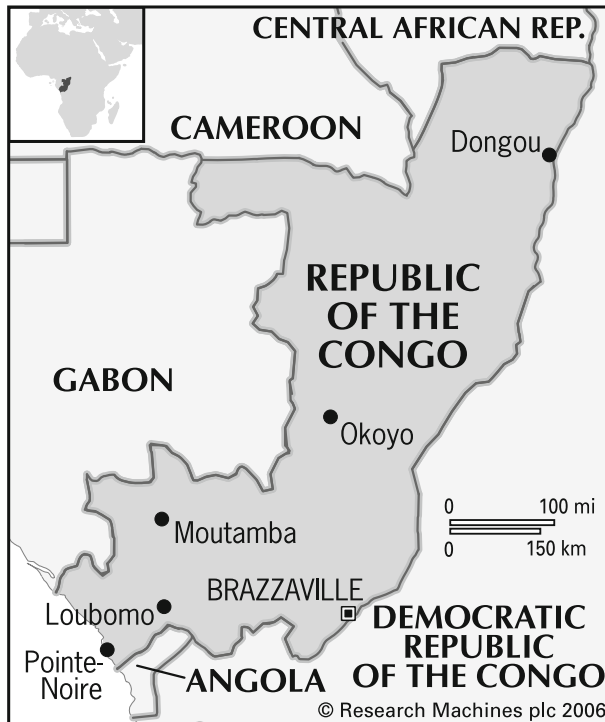 CENTRAL AFRICAN REP.
CAMEROON
Dongou
REPUBLIC
OF THE
CONGO
GABON
Okoyo
0 100 mi
0 150 km
Moutamba
BRAZZAVILLE
Loubomo
DEMOCRATIC
REPUBLIC
OF THE CONGO
Pointe-
Noire
ANGOLA
© Research Machines plc 2006